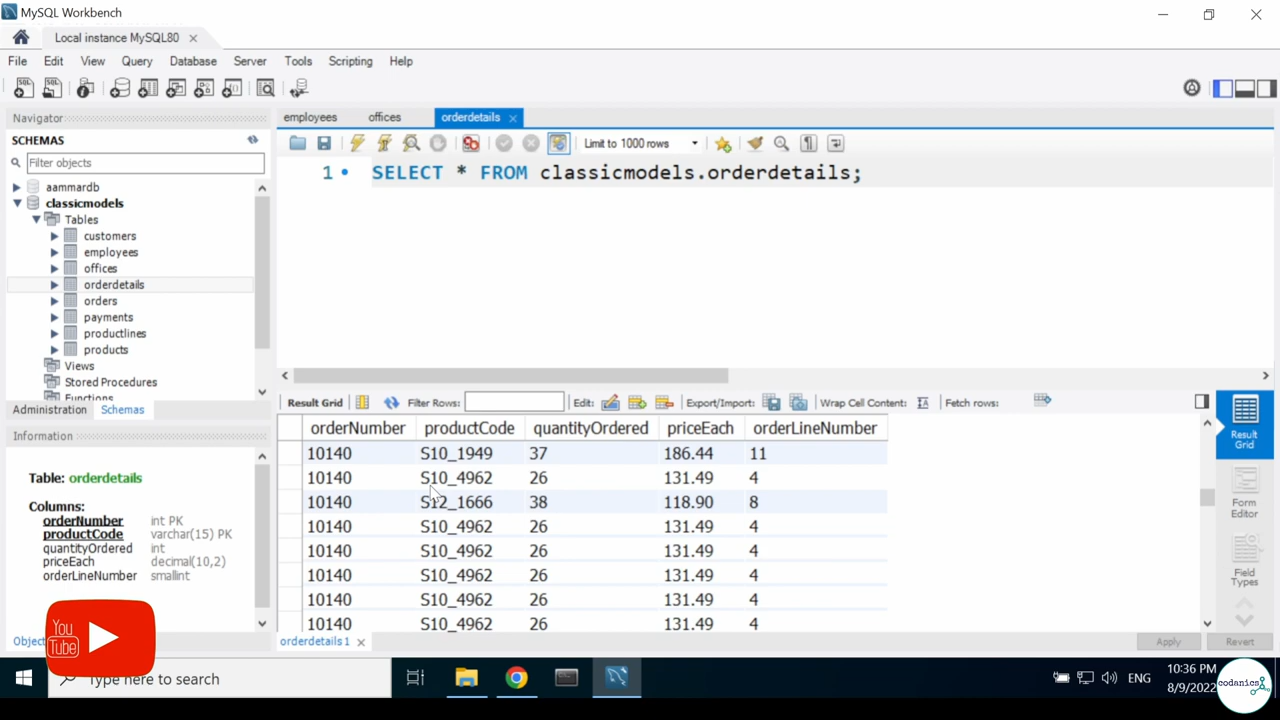 MySQL Workbench
Local instance MySQL80
File Edit View Query Database Server Tools Scripting Help
Navigator
SCHEMAS
Filter objects
aammardb
classicmodels
Tables
customers
employees
offices
orderdetails
orders
payments
productlines
products
Views
Stored Procedures
Functions
Administration Schemas
Information
Table: orderdetails
Columns:
orderNumber int PK
productCode varchar(15) PK
quantityOrdered int
priceEach decimal(10,2)
orderLineNumber smallint
Object
employees offices orderdetails
Limit to 1000 rows
1 SELECT * FROM classicmodels.orderdetails;
Result Grid Filter Rows: Edit: Export/Import: Wrap Cell Content: Fetch rows:
orderNumber productCode quantityOrdered priceEach orderLineNumber
10140 S10_1949 37 186.44 11
10140 S10_4962 26 131.49 4
10140 S12_1666 38 118.90 8
10140 S10_4962 26 131.49 4
10140 S10_4962 26 131.49 4
10140 S10_4962 26 131.49 4
10140 S10_4962 26 131.49 4
10140 S10_4962 26 131.49 4
orderdetails 1
Result
Grid
Form
Editor
Field
Types
Apply Revert
You
Tube
Type here to search
ENG
10:36 PM
8/9/2022
codanics